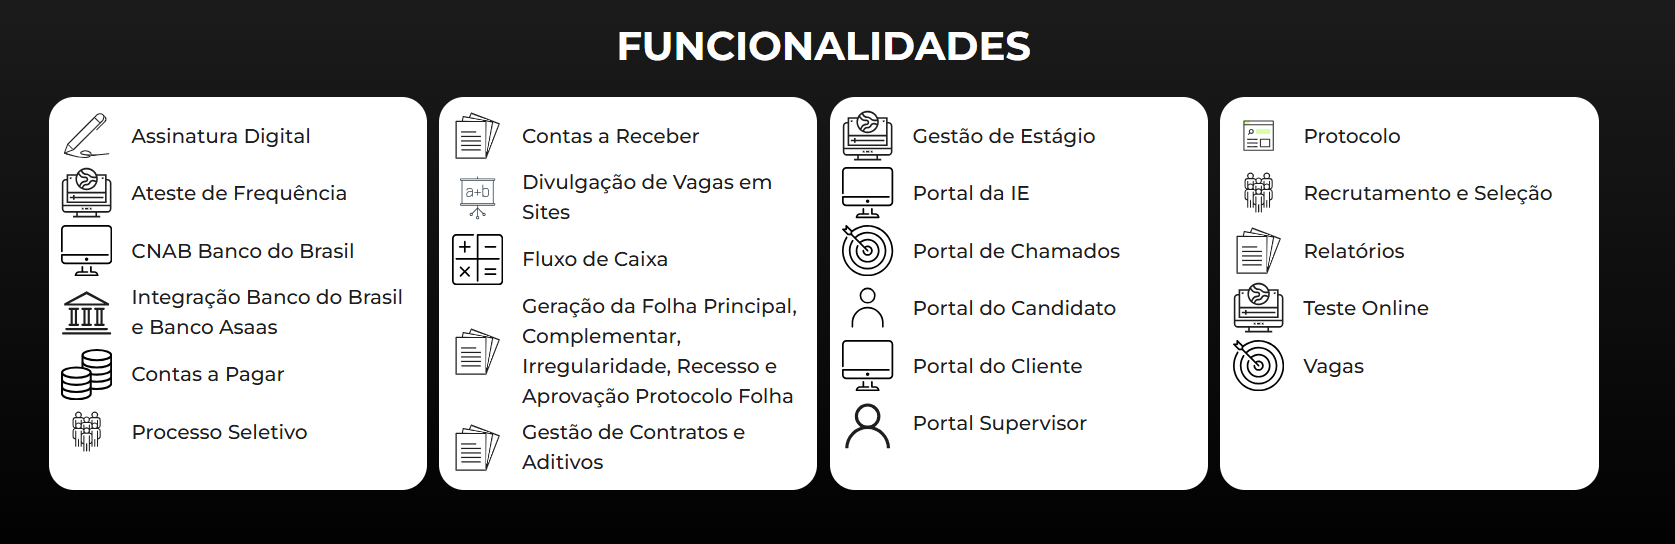 FUNCIONALIDADES
Assinatura Digital
Ateste de Frequência
CNAB Banco do Brasil
Integração Banco do Brasil
e Banco Asaas
Contas a Pagar
Processo Seletivo
Contas a Receber
a+b
Divulgação de Vagas em
Sites
Fluxo de Caixa
Geração da Folha Principal,
Complementar,
Irregularidade, Recesso e
Aprovação Protocolo Folha
Gestão de Contratos e
Aditivos
Gestão de Estágio
Portal da IE
Portal de Chamados
Portal do Candidato
Portal do Cliente
Portal Supervisor
Protocolo
Recrutamento e Seleção
Relatórios
Teste Online
Vagas